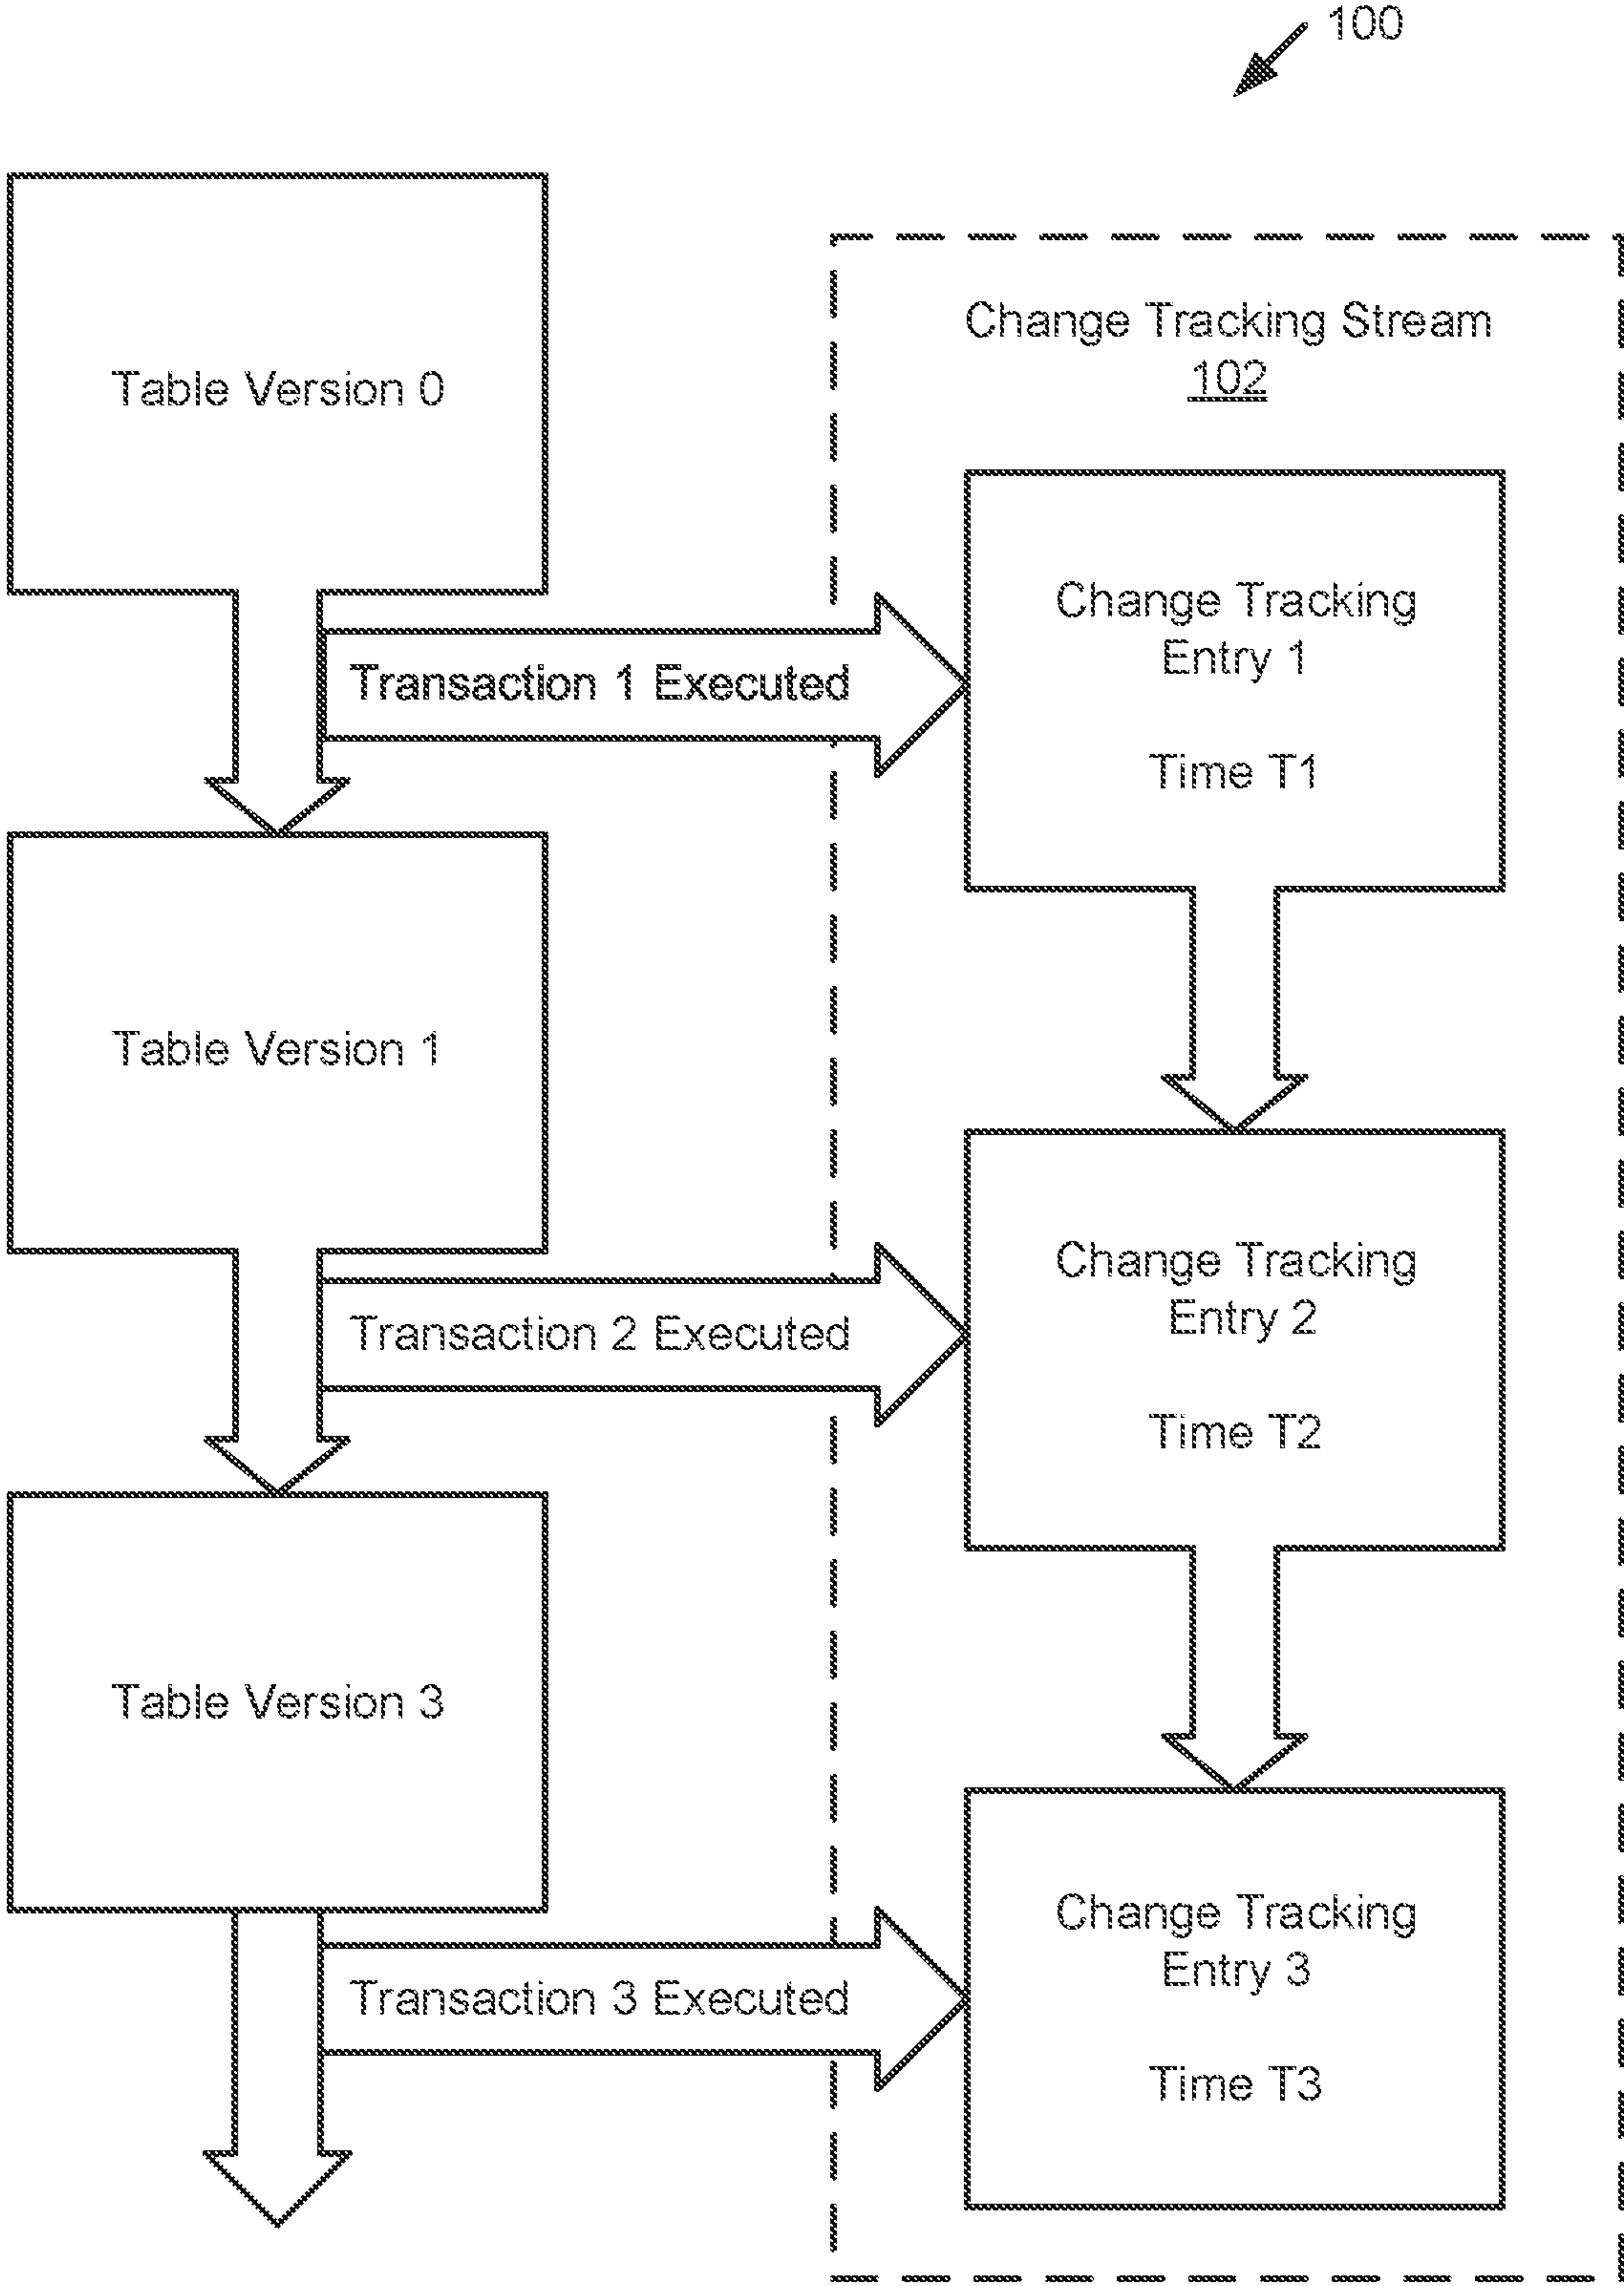 100
Table Version 0
Change Tracking Stream
102
Transaction 1 Executed
Change Tracking
Entry 1
Time T1
Table Version 1
Transaction 2 Executed
Change Tracking
Entry 2
Time T2
Table Version 3
Transaction 3 Executed
Change Tracking
Entry 3
Time T3